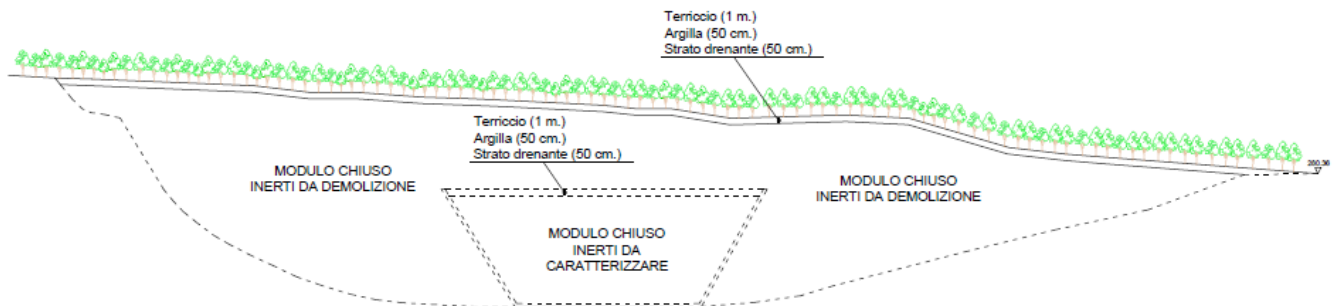 Terriccio (1 m.)
Argilla (50 cm.)
Strato drenante (50 cm.)
Terriccio (1 m.)
Argilla (50 cm.)
Strato drenante (50 cm.)
MODULO CHIUSO
INERTI DA DEMOLIZIONE
MODULO CHIUSO
INERTI DA DEMOLIZIONE
MODULO CHIUSO
INERTI DA
CARATTERIZZARE